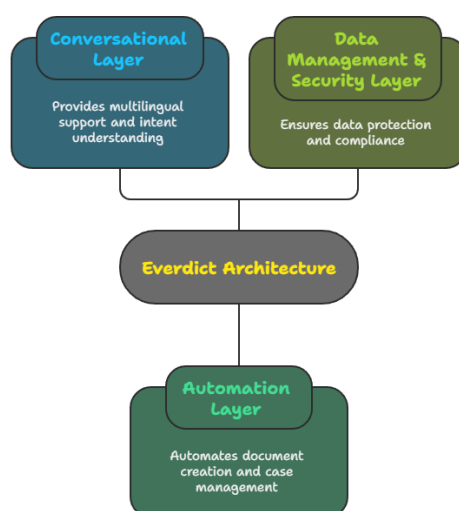 Conversational
Layer
Provides multilingual
support and intent
understanding
Data
Management &
Security Layer
Ensures data protection
and compliance
Everdict Architecture
Automation
Layer
Automates document
creation and case
management